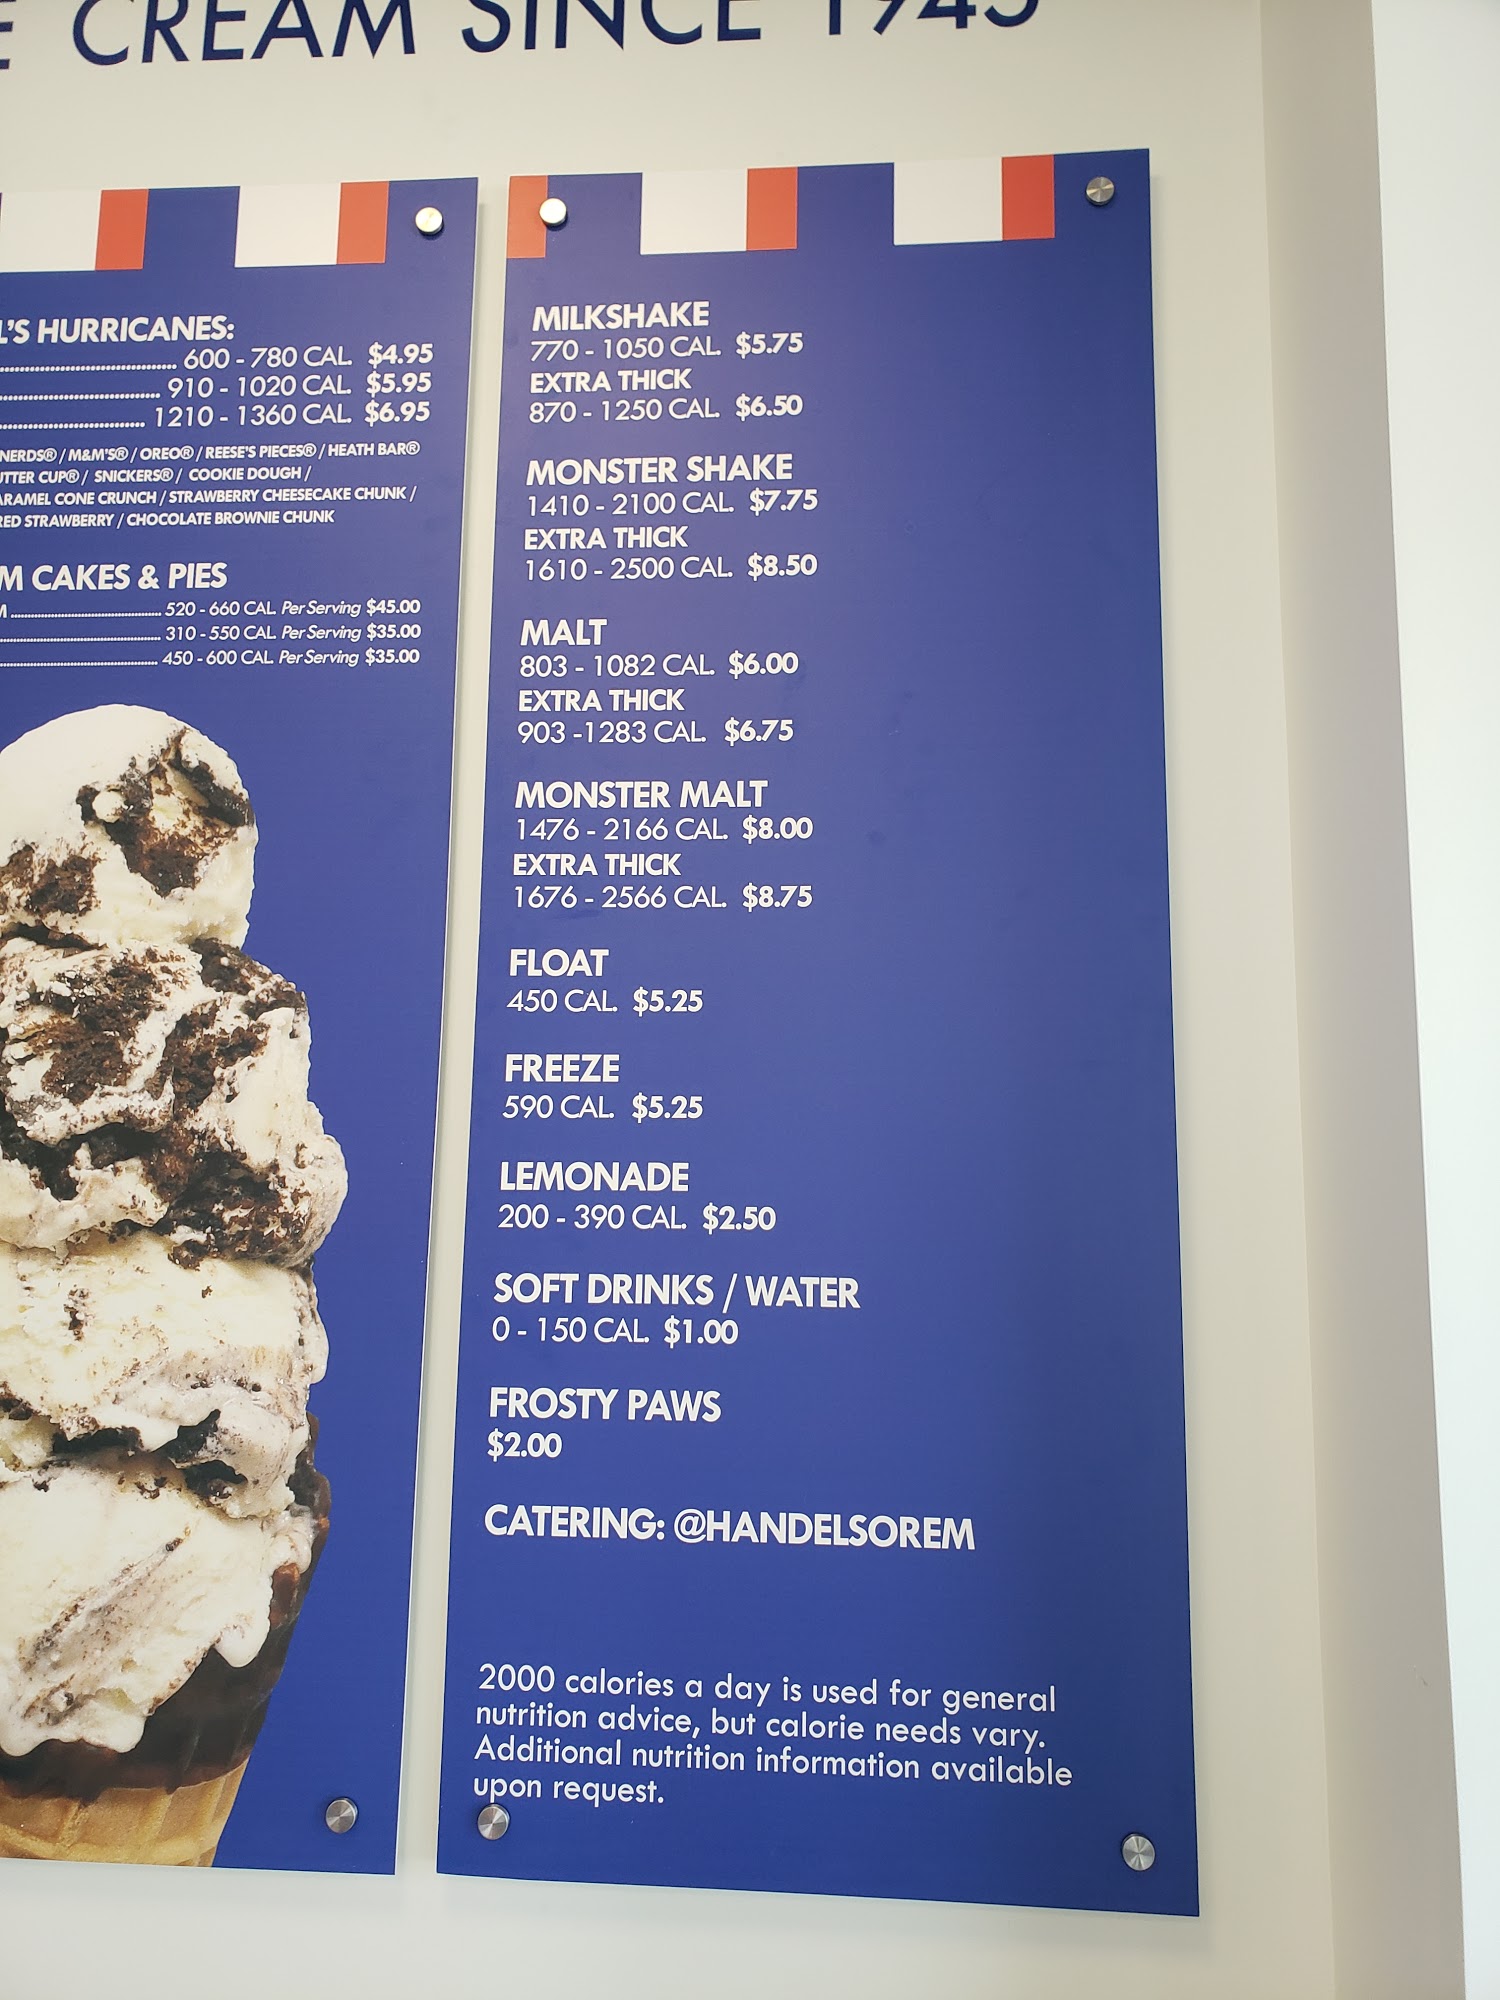 CREAM SINCE 1945
L'S HURRICANES:
600 - 780 CAL. $4.95
910 - 1020 CAL. $5.95
1210 - 1360 CAL. $6.95
NERDS® / M&M'S® / OREO® / REESE'S PIECES® / HEATH BAR®
CUP® / SNICKERS® / COOKIE DOUGH /
CONE CRUNCH / STRAWBERRY CHEESECAKE CHUNK /
STRAWBERRY / CHOCOLATE BROWNIE CHUNK
M CAKES & PIES
520 - 660 CAL. Per Serving $45.00
310 - 550 CAL. Per Serving $35.00
450 - 600 CAL. Per Serving $35.00
MILKSHAKE
770 - 1050 CAL. $5.75
EXTRA THICK
870 - 1250 CAL. $6.50
MONSTER SHAKE
1410 - 2100 CAL. $7.75
EXTRA THICK
1610 - 2500 CAL. $8.50
MALT
803 - 1082 CAL. $6.00
EXTRA THICK
903 -1283 CAL. $6.75
MONSTER MALT
1476 - 2166 CAL. $8.00
EXTRA THICK
1676 - 2566 CAL. $8.75
FLOAT
450 CAL. $5.25
FREEZE
590 CAL. $5.25
LEMONADE
200 - 390 CAL. $2.50
SOFT DRINKS / WATER
0 - 150 CAL. $1.00
FROSTY PAWS
$2.00
CATERING: @HANDELSOREM
2000 calories a day is used for general
nutrition advice, but calorie needs vary.
Additional nutrition information available
upon request.